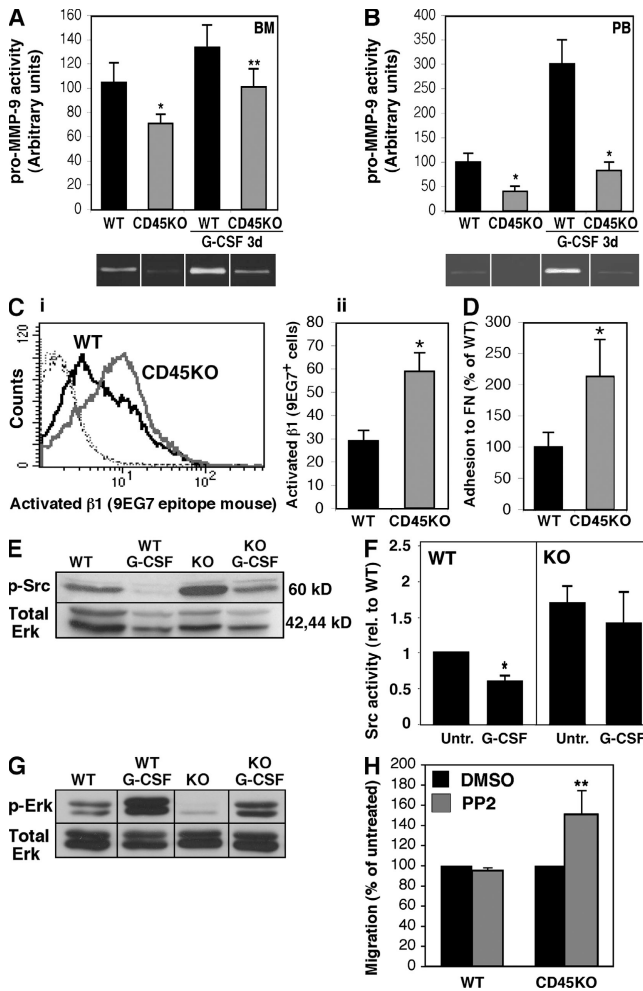 A
BM
pro-MMP-9 activity
(Arbitrary units)
160
140
120
100
80
60
40
20
0
*
**
WT CD45KO WT CD45KO
G-CSF 3d
B
PB
pro-MMP-9 activity
(Arbitrary units)
400
350
300
250
200
150
100
50
0
*
*
WT CD45KO WT CD45KO
G-CSF 3d
C i
120
Counts
0
WT
CD45KO
10¹ 10²
Activated β1 (9EG7 epitope mouse)
ii
Activated β1 (9EG7⁺ cells)
80
70
60
50
40
30
20
10
0
*
WT CD45KO
D
Adhesion to FN (% of WT)
300
250
200
150
100
50
0
*
WT CD45KO
E
WT WT G-CSF KO KO G-CSF
p-Src 60 kD
Total Erk 42,44 kD
F
Src activity (rel. to WT)
2.5
2
1.5
1
0.5
0
WT KO
*
Untr. G-CSF Untr. G-CSF
G
WT WT G-CSF KO KO G-CSF
p-Erk
Total Erk
H
Migration (% of untreated)
200
180
160
140
120
100
80
60
40
20
0
DMSO
PP2
**
WT CD45KO